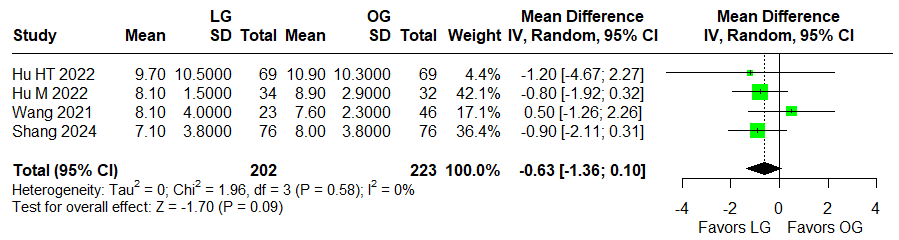 LG OG Mean Difference Mean Difference
Study Mean SD Total Mean SD Total Weight IV, Random, 95% CI IV, Random, 95% CI
Hu HT 2022 9.70 10.5000 69 10.90 10.3000 69 4.4% -1.20 [-4.67; 2.27]
Hu M 2022 8.10 1.5000 34 8.90 2.9000 32 42.1% -0.80 [-1.92; 0.32]
Wang 2021 8.10 4.0000 23 7.60 2.3000 46 17.1% 0.50 [-1.26; 2.26]
Shang 2024 7.10 3.8000 76 8.00 3.8000 76 36.4% -0.90 [-2.11; 0.31]
Total (95% CI) 202 223 100.0% -0.63 [-1.36; 0.10]
Heterogeneity: Tau² = 0; Chi² = 1.96, df = 3 (P = 0.58); I² = 0%
Test for overall effect: Z = -1.70 (P = 0.09)
-4 -2 0 2 4
Favors LG Favors OG